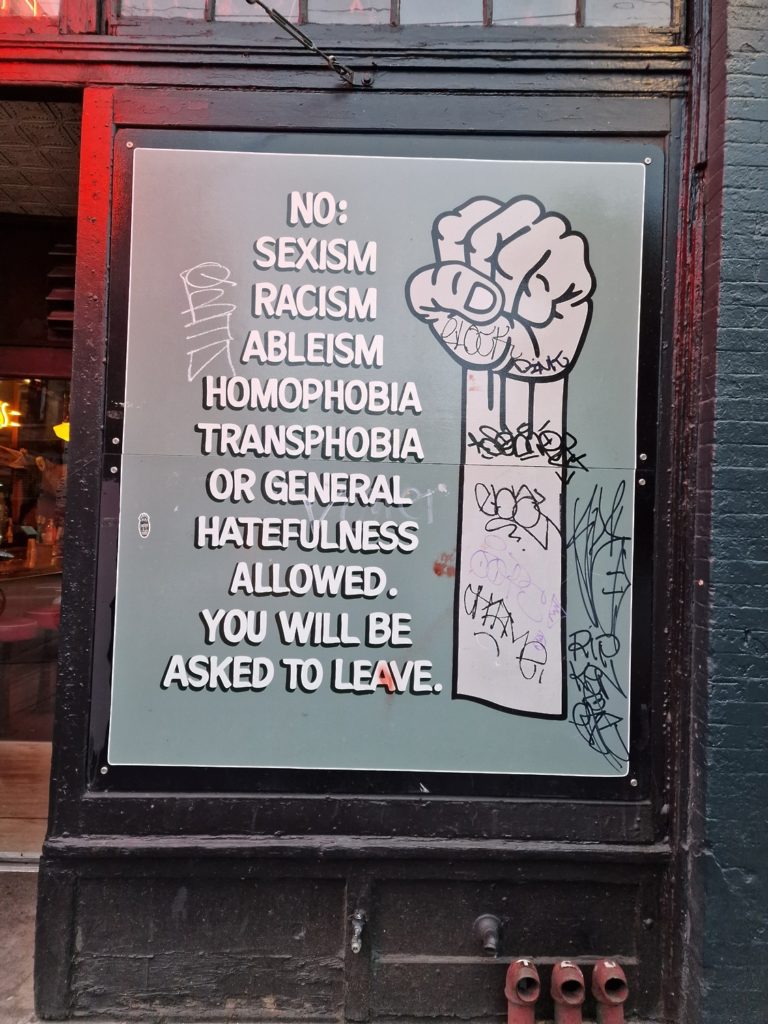 NO:
SEXISM
RACISM
ABLEISM
HOMOPHOBIA
TRANSPHOBIA
OR GENERAL
HATEFULNESS
ALLOWED.
YOU WILL BE
ASKED TO LEAVE.